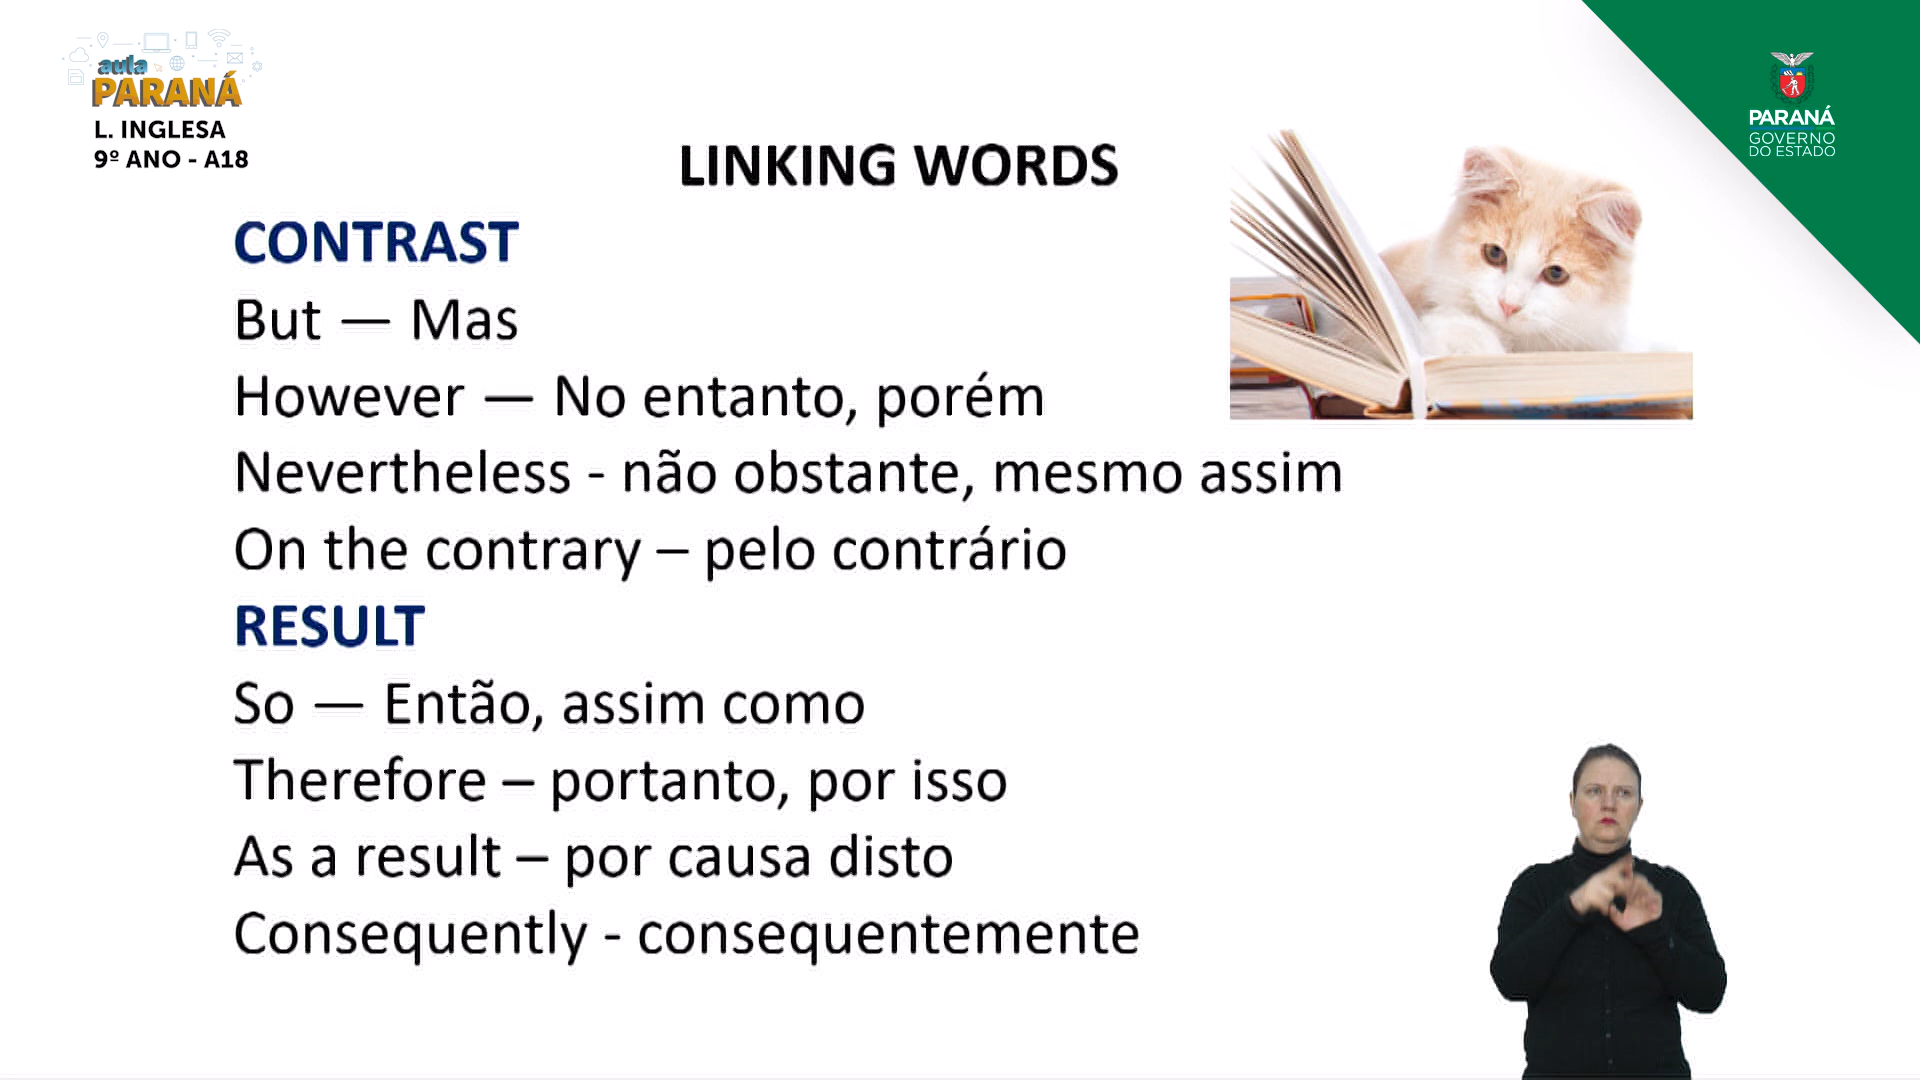 aula
PARANÁ
L. INGLESA
9º ANO - A18
PARANÁ
GOVERNO
DO ESTADO
LINKING WORDS
CONTRAST
But — Mas
However — No entanto, porém
Nevertheless - não obstante, mesmo assim
On the contrary – pelo contrário
RESULT
So — Então, assim como
Therefore – portanto, por isso
As a result – por causa disto
Consequently - consequentemente